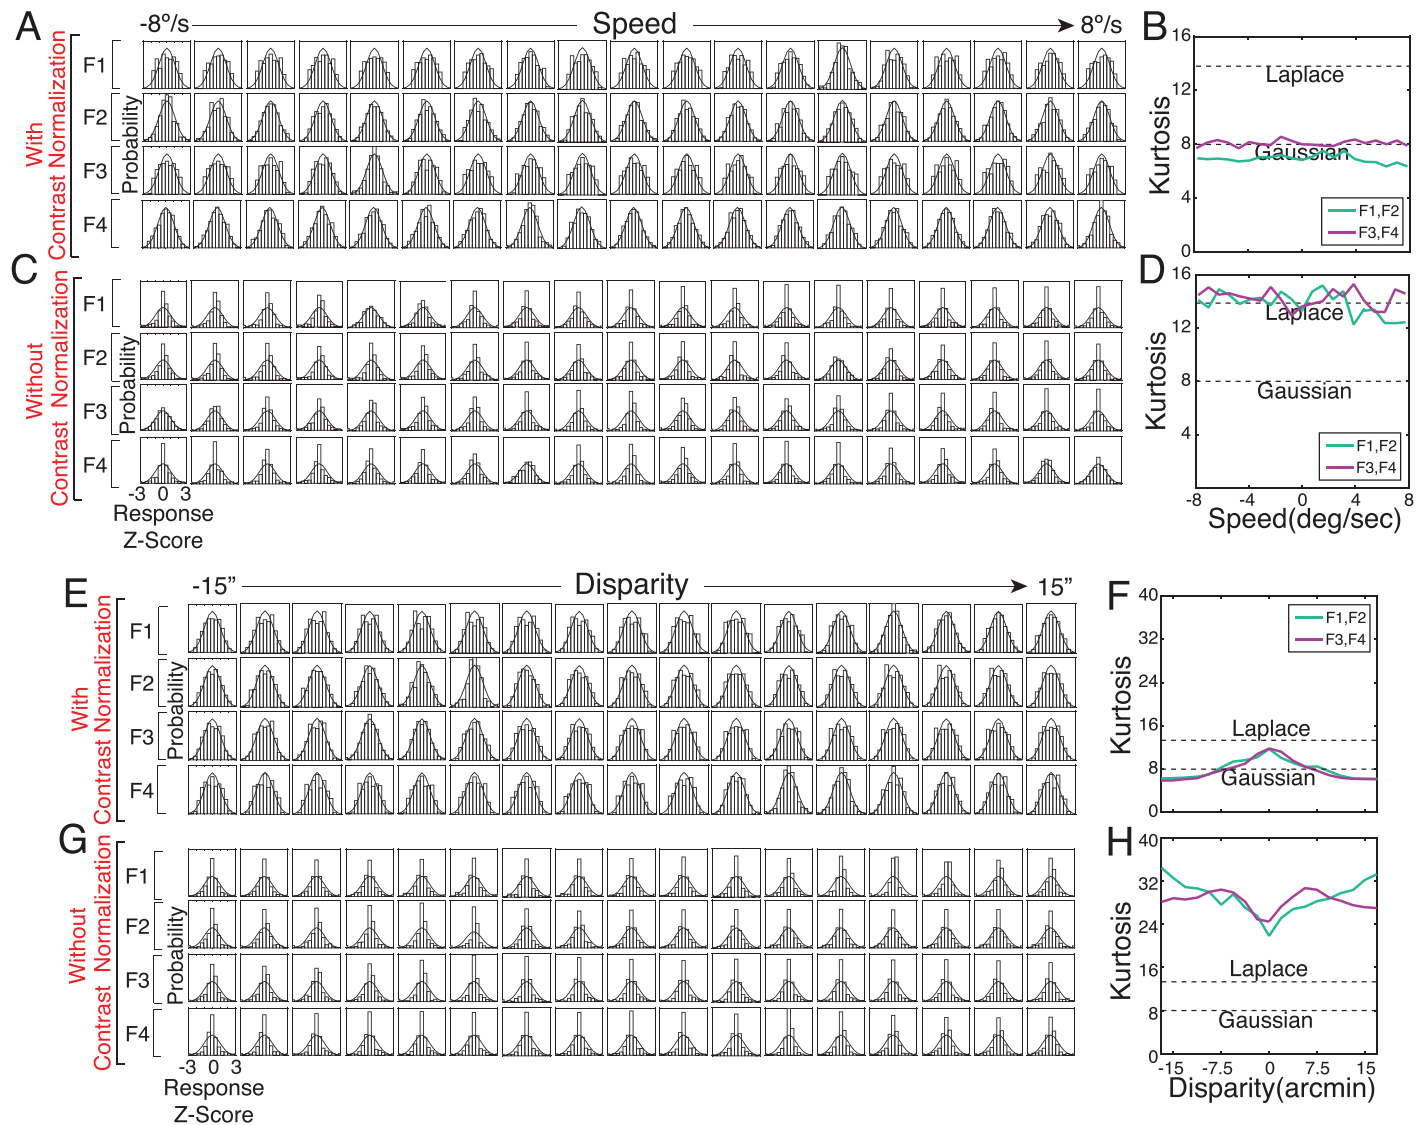 A
-8°/s
Speed
8°/s
With
Contrast Normalization
F1
F2
F3
F4
Probability
B
16
12
8
4
0
Kurtosis
Laplace
Gaussian
F1,F2
F3,F4
C
Without
Contrast Normalization
F1
F2
F3
F4
Probability
-3 0 3
Response
Z-Score
D
16
12
8
4
Kurtosis
Laplace
Gaussian
F1,F2
F3,F4
-8 -4 0 4 8
Speed(deg/sec)
E
-15”
Disparity
15”
With
Contrast Normalization
F1
F2
F3
F4
Probability
F
40
32
24
16
8
0
Kurtosis
F1,F2
F3,F4
Laplace
Gaussian
G
Without
Contrast Normalization
F1
F2
F3
F4
Probability
-3 0 3
Response
Z-Score
H
40
32
24
16
8
0
Kurtosis
Laplace
Gaussian
-15 -7.5 0 7.5 15
Disparity(arcmin)